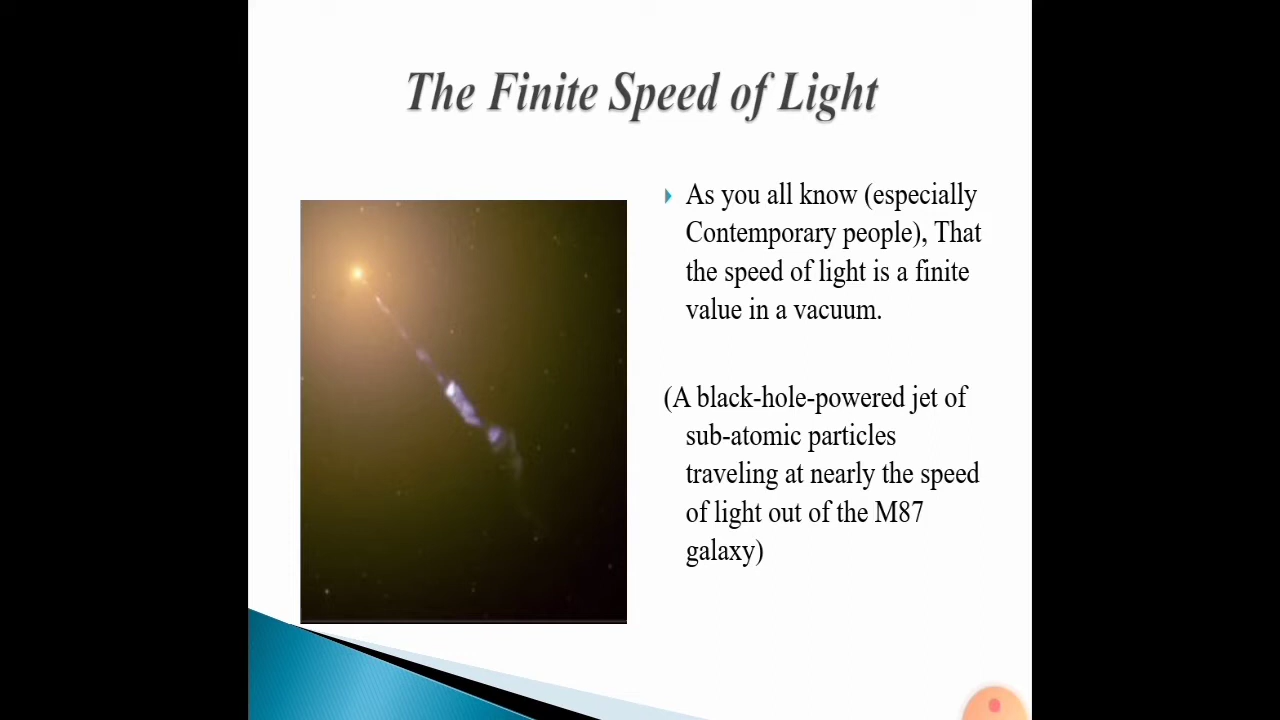 The Finite Speed of Light
As you all know (especially
Contemporary people), That
the speed of light is a finite
value in a vacuum.
(A black-hole-powered jet of
sub-atomic particles
traveling at nearly the speed
of light out of the M87
galaxy)